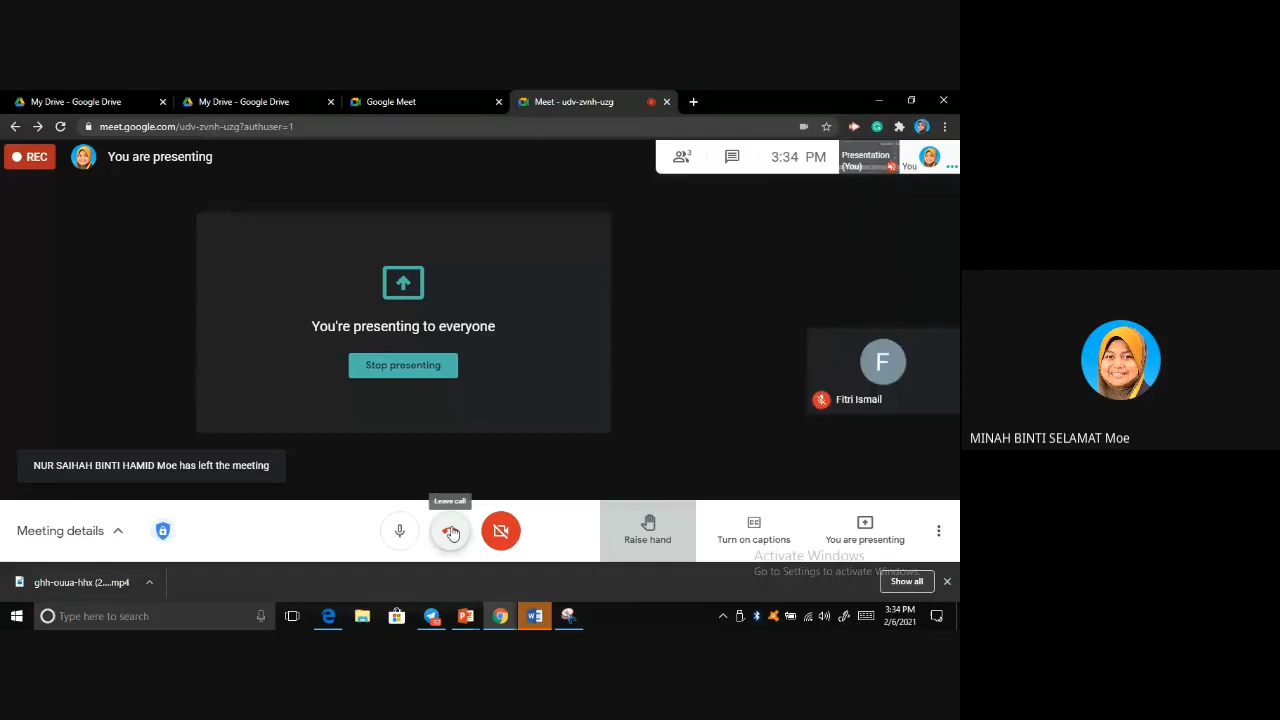 My Drive - Google Drive
My Drive - Google Drive
Google Meet
Meet - udv-zvnh-uzg
meet.google.com/udv-zvnh-uzg?authuser=1
REC
You are presenting
3
3:34 PM
Presentation
(You)
You
You're presenting to everyone
Stop presenting
F
Fitri Ismail
MINAH BINTI SELAMAT Moe
NUR SAIHAH BINTI HAMID Moe has left the meeting
Leave call
Meeting details
Raise hand
Turn on captions
You are presenting
Activate Windows
Go to Settings to activate Windows.
ghh-ouua-hhx (2....mp4
Show all
Type here to search
3:34 PM
2/6/2021